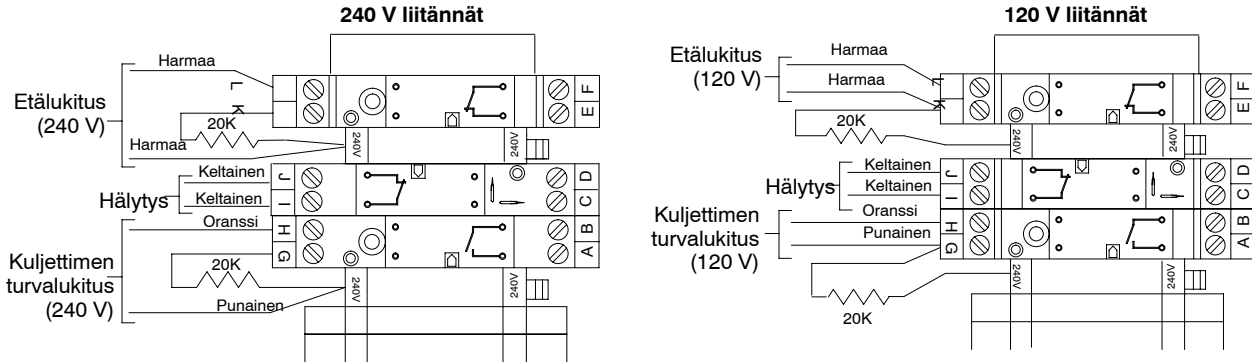 240 V liitännät
Harmaa
L
K
F
E
Etälukitus
(240 V)
20K
Harmaa
240V
240V
Keltainen
J
D
Hälytys
Keltainen
I
C
Oranssi
H
B
G
A
Kuljettimen
turvalukitus
(240 V)
20K
240V
240V
Punainen
120 V liitännät
Etälukitus
(120 V)
Harmaa
L
Harmaa
K
F
E
20K
240V
240V
Keltainen
J
D
Hälytys
Keltainen
I
C
Oranssi
H
B
Kuljettimen
turvalukitus
(120 V)
Punainen
G
A
240V
240V
20K